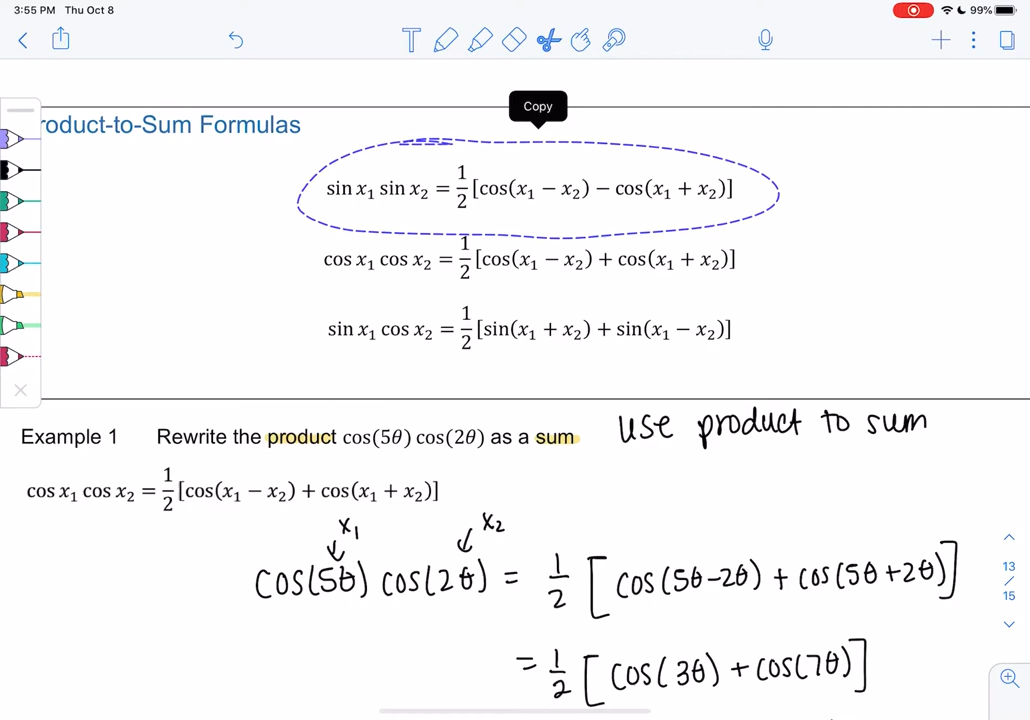 3:55 PM Thu Oct 8 99%
T
Copy
roduct-to-Sum Formulas
sin x₁ sin x₂ = 1/2 [cos(x₁ − x₂) − cos(x₁ + x₂)]
cos x₁ cos x₂ = 1/2 [cos(x₁ − x₂) + cos(x₁ + x₂)]
sin x₁ cos x₂ = 1/2 [sin(x₁ + x₂) + sin(x₁ − x₂)]
Example 1 Rewrite the product cos(5θ) cos(2θ) as a sum
use product to sum
cos x₁ cos x₂ = 1/2 [cos(x₁ − x₂) + cos(x₁ + x₂)]
x₁ x₂
cos(5θ) cos(2θ) = 1/2 [cos(5θ−2θ) + cos(5θ+2θ)]
= 1/2 [cos(3θ) + cos(7θ)]
13
/
15